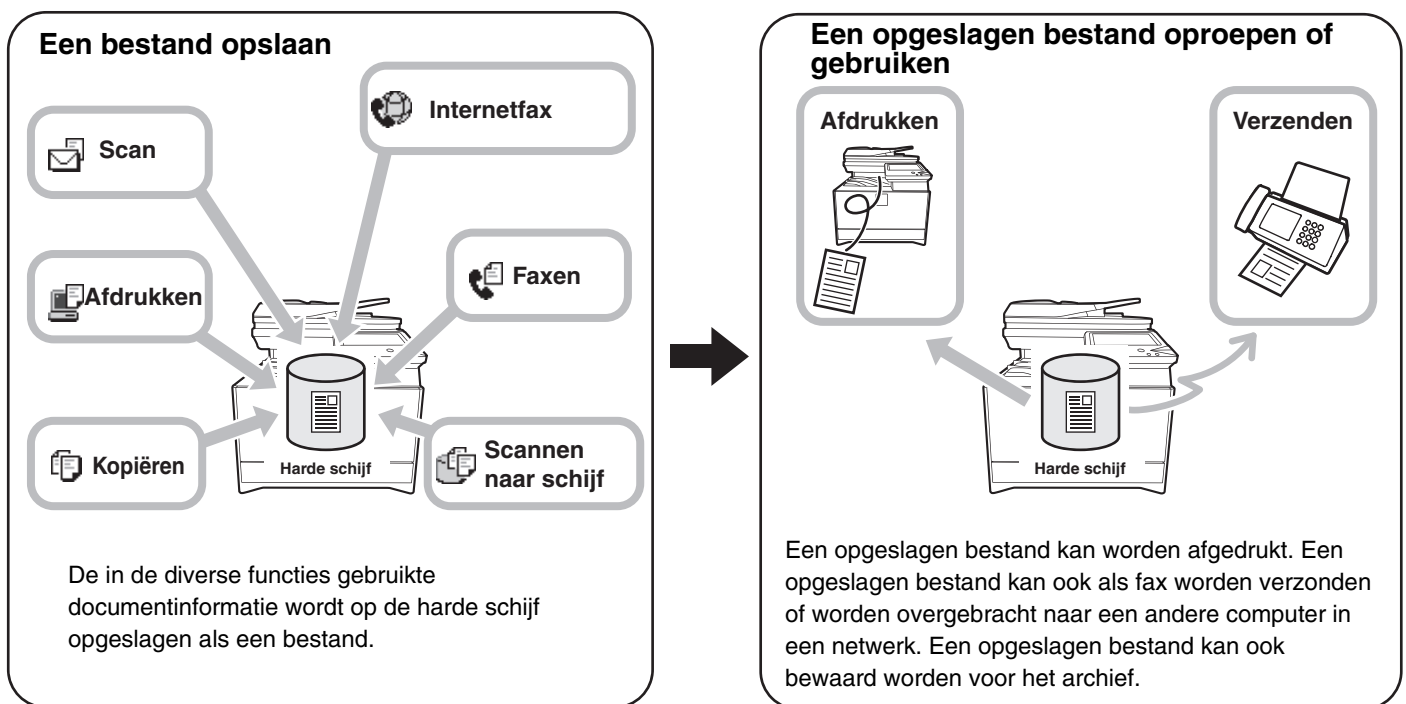 Een bestand opslaan
Internetfax
Scan
Faxen
Afdrukken
Kopiëren
Scannen
naar schijf
Harde schijf
De in de diverse functies gebruikte
documentinformatie wordt op de harde schijf
opgeslagen als een bestand.
Een opgeslagen bestand oproepen of
gebruiken
Afdrukken
Verzenden
Harde schijf
Een opgeslagen bestand kan worden afgedrukt. Een
opgeslagen bestand kan ook als fax worden verzonden
of worden overgebracht naar een andere computer in
een netwerk. Een opgeslagen bestand kan ook
bewaard worden voor het archief.